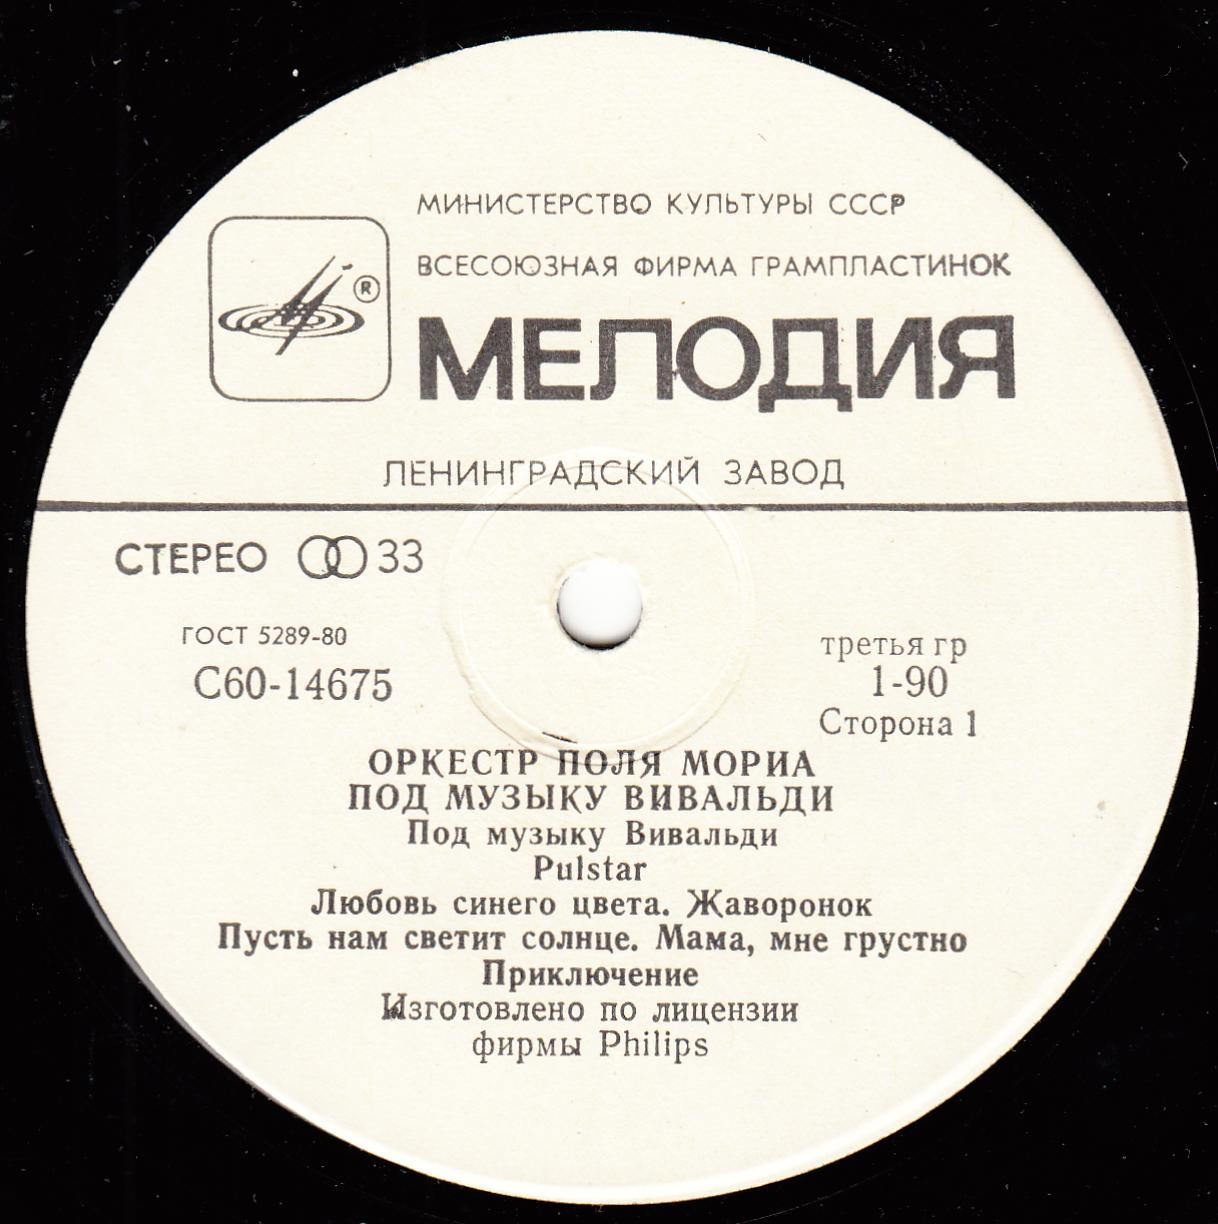 МИНИСТЕРСТВО КУЛЬТУРЫ СССР
ВСЕСОЮЗНАЯ ФИРМА ГРАМПЛАСТИНОК
®
МЕЛОДИЯ
ЛЕНИНГРАДСКИЙ ЗАВОД
СТЕРЕО 33
ГОСТ 5289-80
С60-14675
третья гр
1-90
Сторона 1
ОРКЕСТР ПОЛЯ МОРИА
ПОД МУЗЫКУ ВИВАЛЬДИ
Под музыку Вивальди
Pulstar
Любовь синего цвета. Жаворонок
Пусть нам светит солнце. Мама, мне грустно
Приключение
Изготовлено по лицензии
фирмы Philips